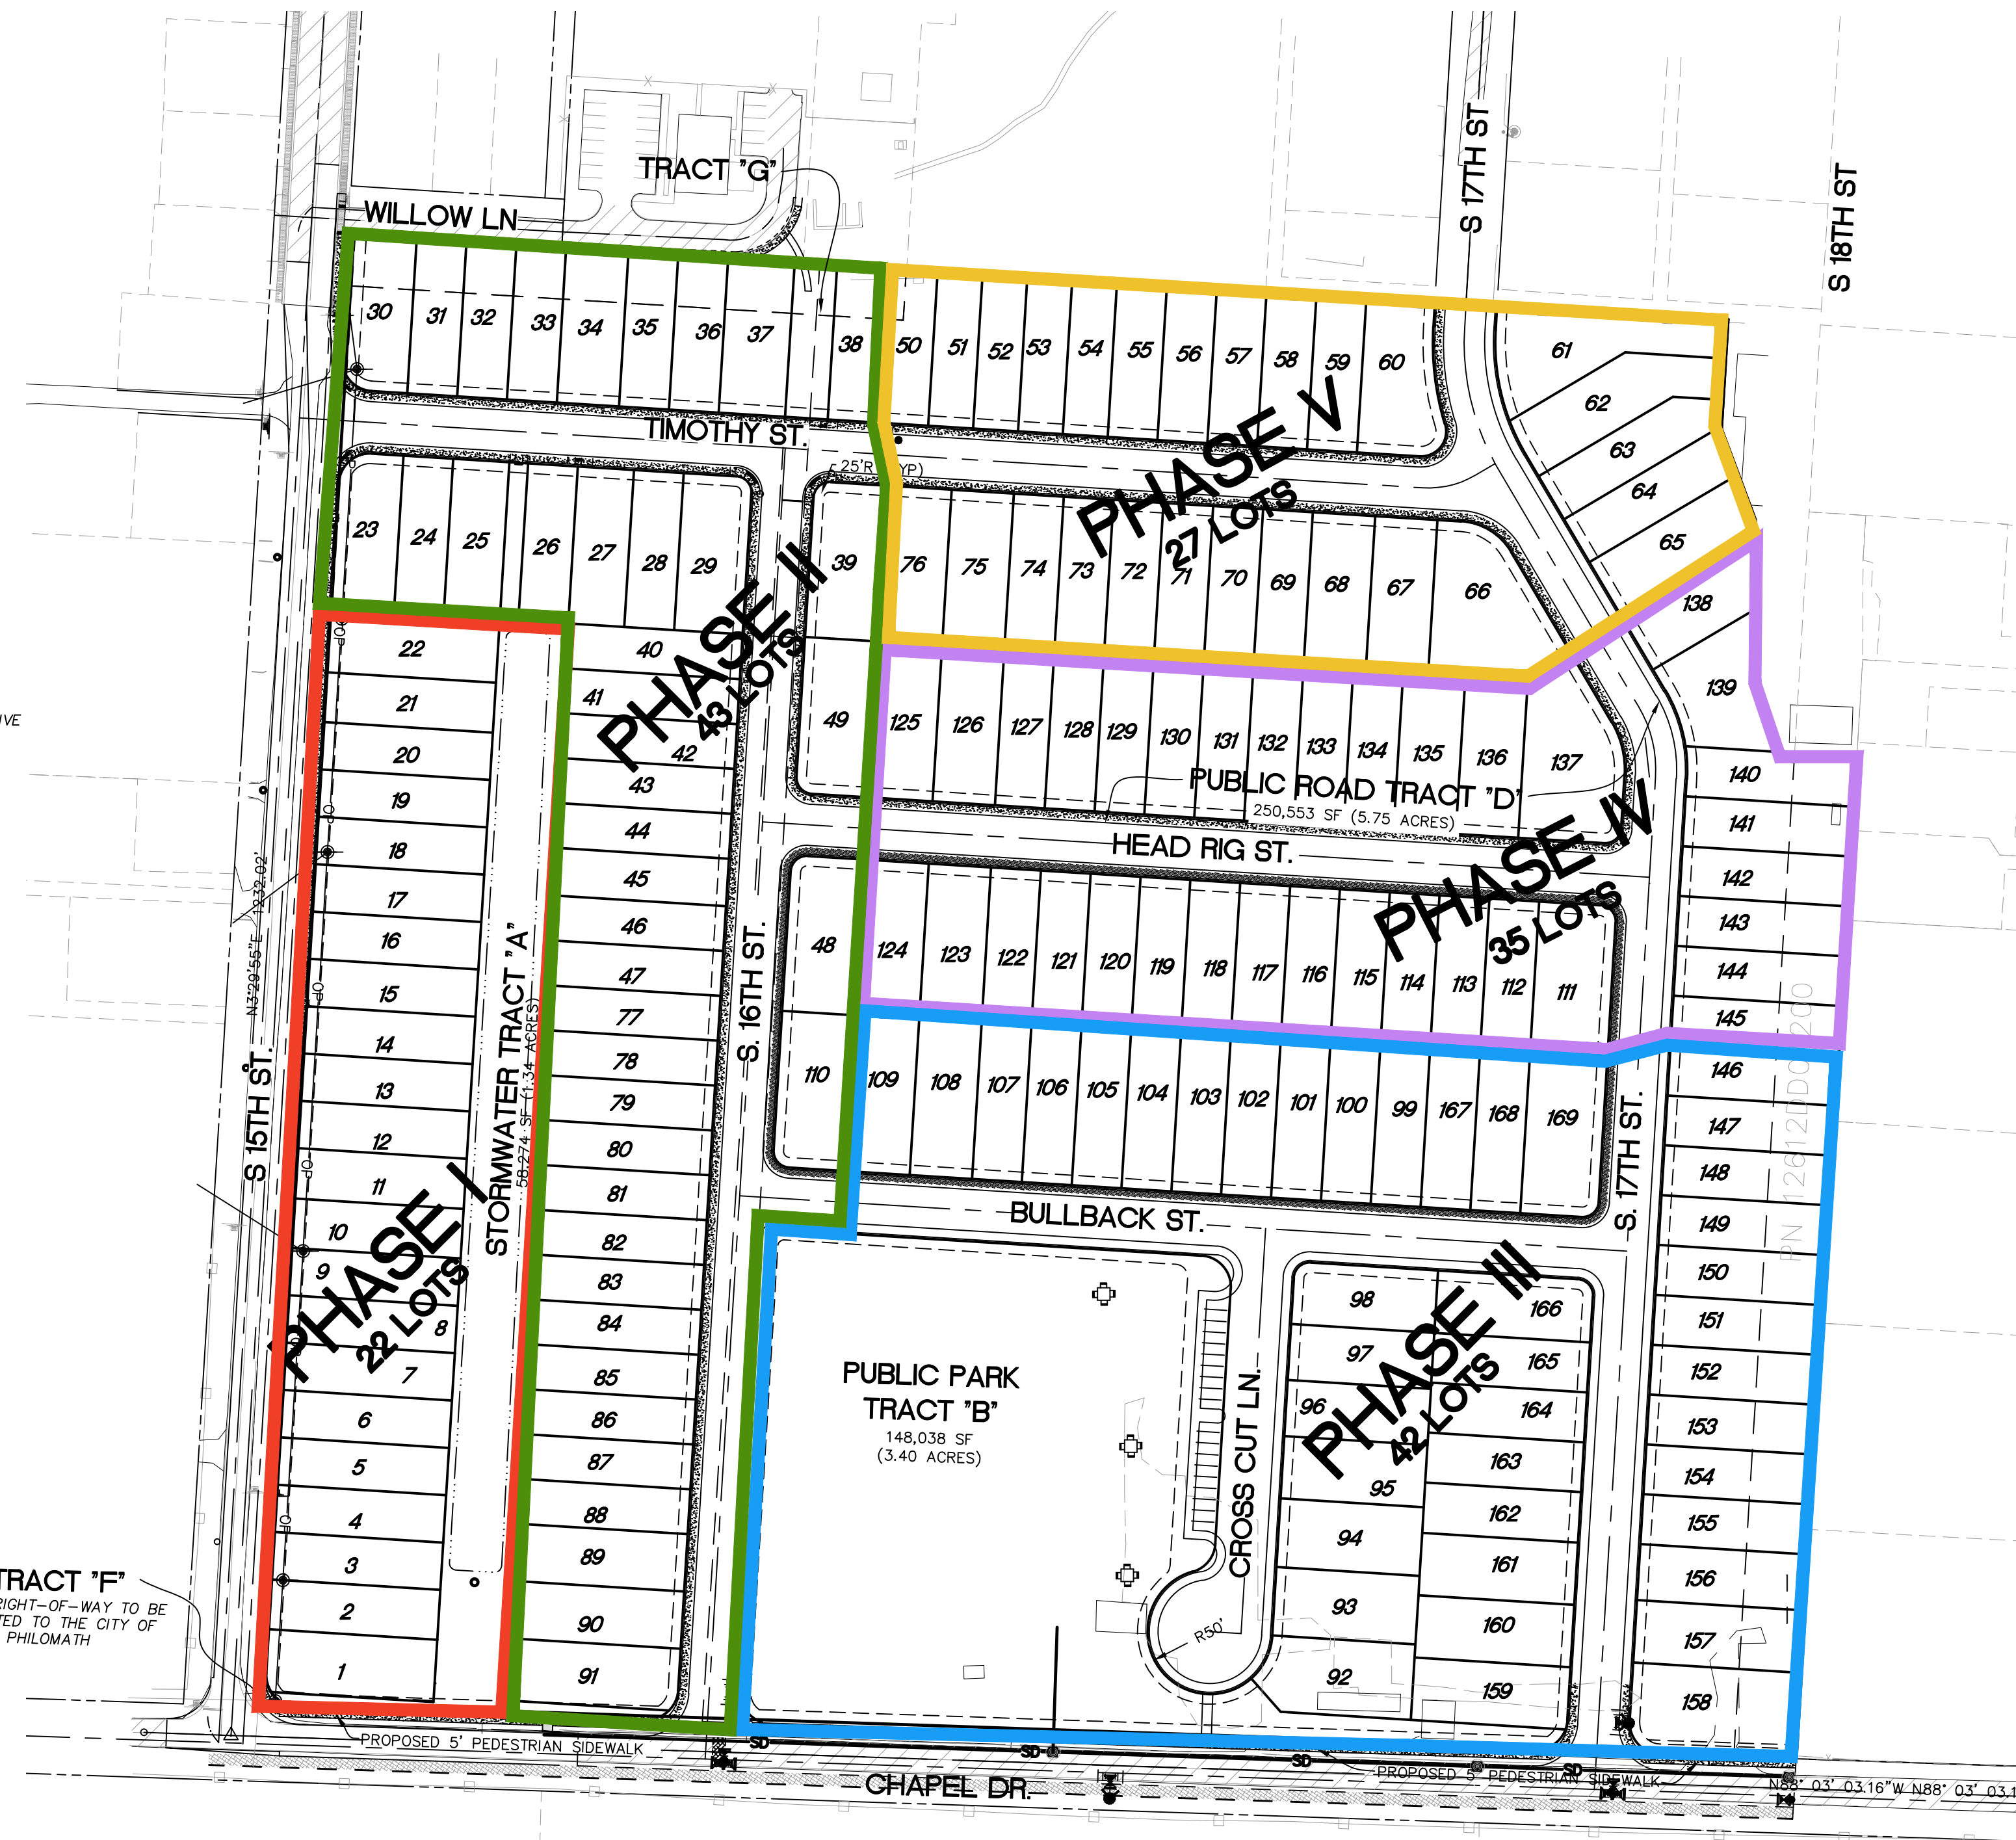 TRACT "G"
WILLOW LN
S 17TH ST
S 18TH ST
30 31 32 33 34 35 36 37 38
50 51 52 53 54 55 56 57 58 59 60
61
62
63
64
65
TIMOTHY ST.
PHASE V
27 LOTS
23 24 25 26 27 28 29
39
76 75 74 73 72 71 70 69 68 67 66
PHASE II
43 LOTS
138
139
22
21
20
19
18
17
16
15
14
13
12
11
10
9
8
7
6
5
4
3
2
1
40
41
42
43
44
45
46
47
77
78
79
80
81
82
83
84
85
86
87
88
89
90
91
49
125 126 127 128 129 130 131 132 133 134 135 136 137
PUBLIC ROAD TRACT "D"
250,553 SF (5.75 ACRES)
HEAD RIG ST.
PHASE IV
35 LOTS
48
124 123 122 121 120 119 118 117 116 115 114 113 112 111
140
141
142
143
144
145
110
109 108 107 106 105 104 103 102 101 100 99 167 168 169
146
147
148
149
150
151
152
153
154
155
156
157
158
PN 12612DD00200
N3°29'55"E 1232.02'
S 15TH ST.
STORMWATER TRACT "A"
58,274 SF (1.34 ACRES)
S. 16TH ST.
S. 17TH ST.
BULLBACK ST.
PHASE I
22 LOTS
PUBLIC PARK
TRACT "B"
148,038 SF
(3.40 ACRES)
CROSS CUT LN.
R50'
PHASE III
42 LOTS
98
97
96
95
94
93
92
166
165
164
163
162
161
160
159
TRACT "F"
RIGHT-OF-WAY TO BE
TED TO THE CITY OF
PHILOMATH
IVE
OP
OP
OP
OP
PROPOSED 5' PEDESTRIAN SIDEWALK
SD SD SD SD
PROPOSED 5' PEDESTRIAN SIDEWALK
CHAPEL DR.
N88° 03' 03.16"W N88° 03' 03.1